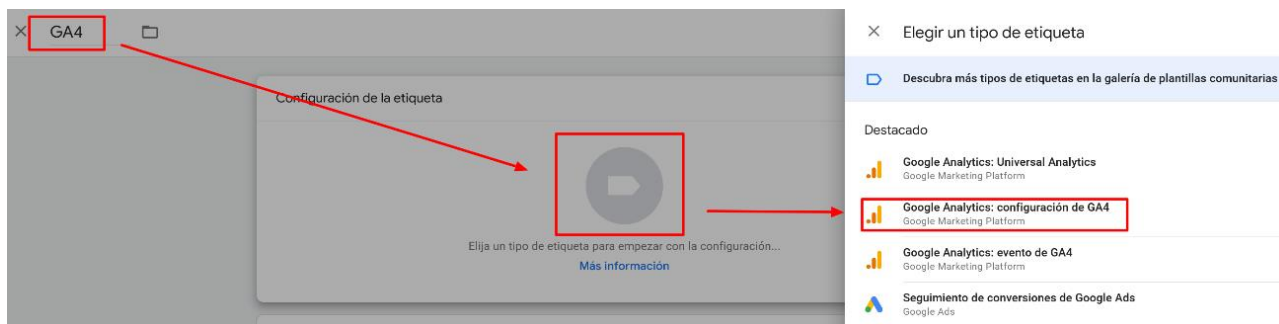 GA4
Configuración de la etiqueta
Elija un tipo de etiqueta para empezar con la configuración...
Más información
Elegir un tipo de etiqueta
Descubra más tipos de etiquetas en la galería de plantillas comunitarias
Destacado
Google Analytics: Universal Analytics
Google Marketing Platform
Google Analytics: configuración de GA4
Google Marketing Platform
Google Analytics: evento de GA4
Google Marketing Platform
Seguimiento de conversiones de Google Ads
Google Ads